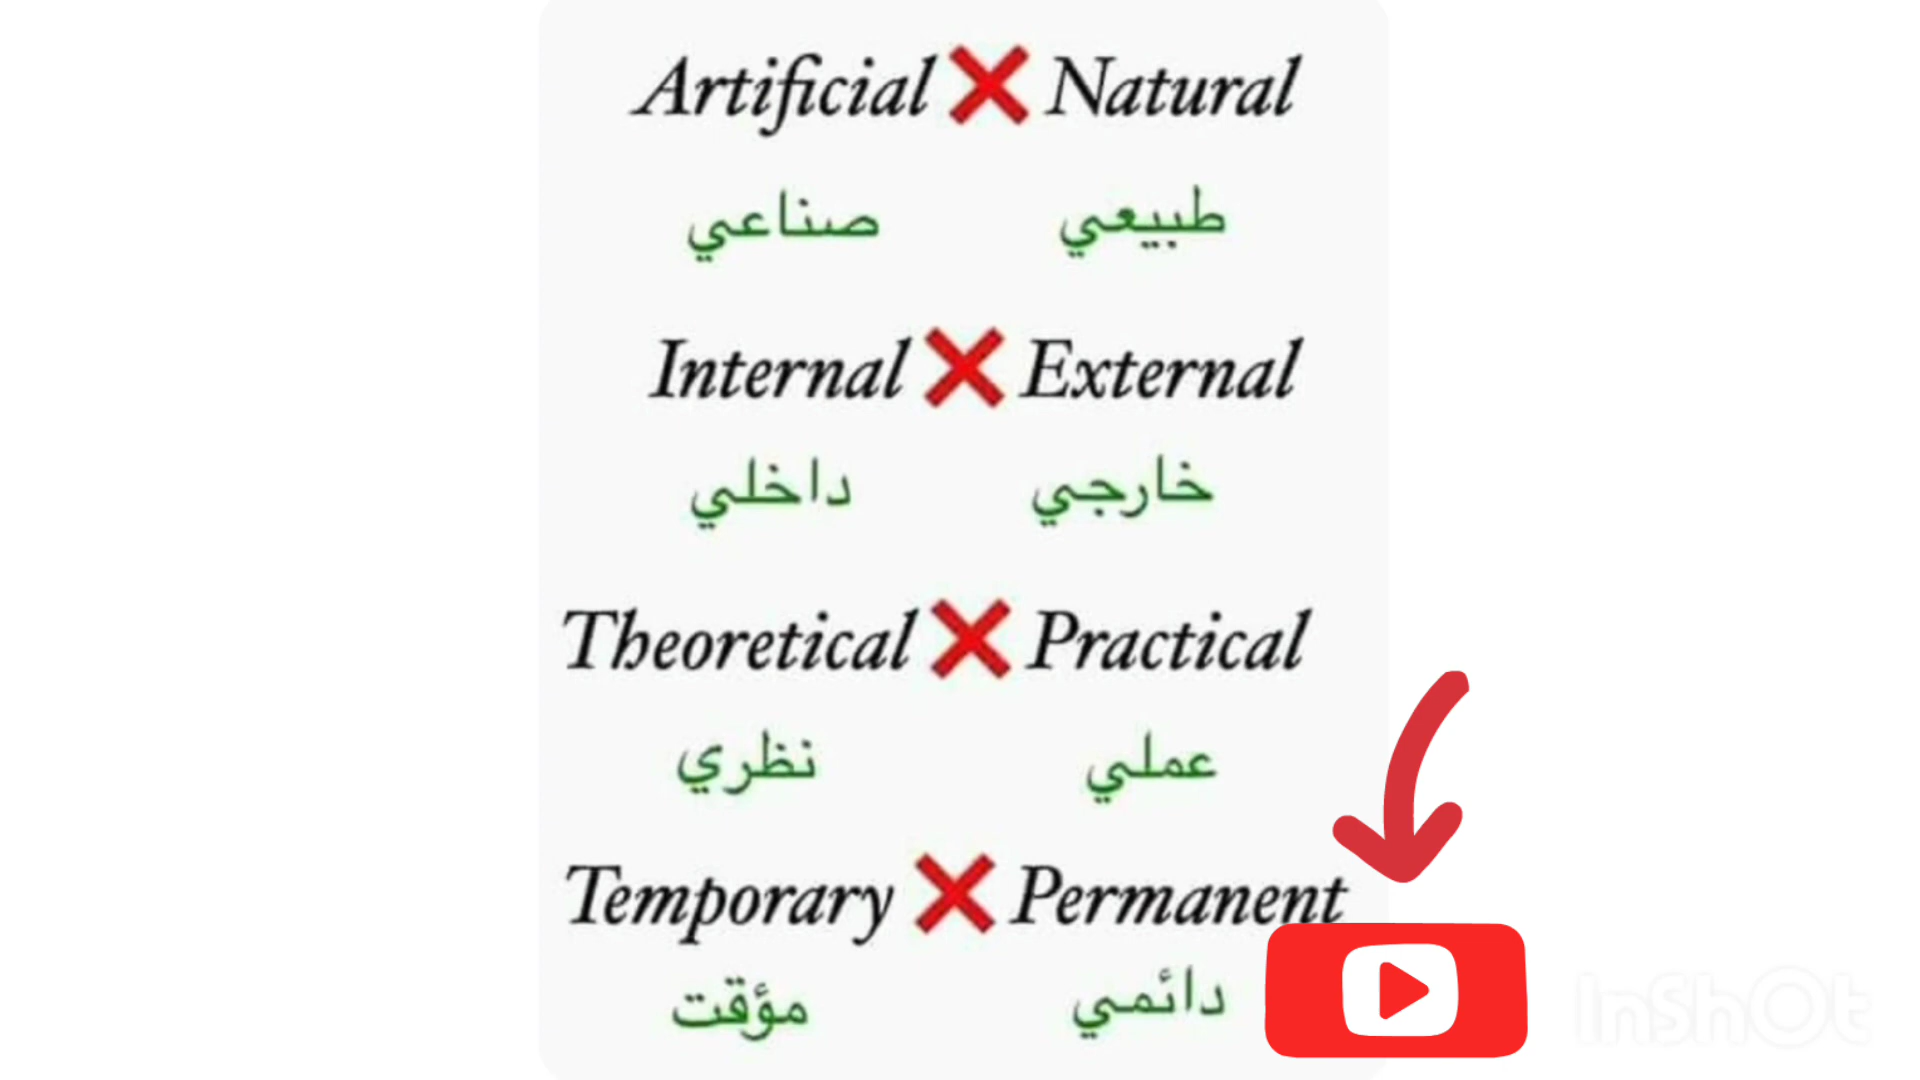 Artificial ❌ Natural
صناعي طبيعي
Internal ❌ External
داخلي خارجي
Theoretical ❌ Practical
نظري عملي
Temporary ❌ Permanent
مؤقت دائمي
InShOt